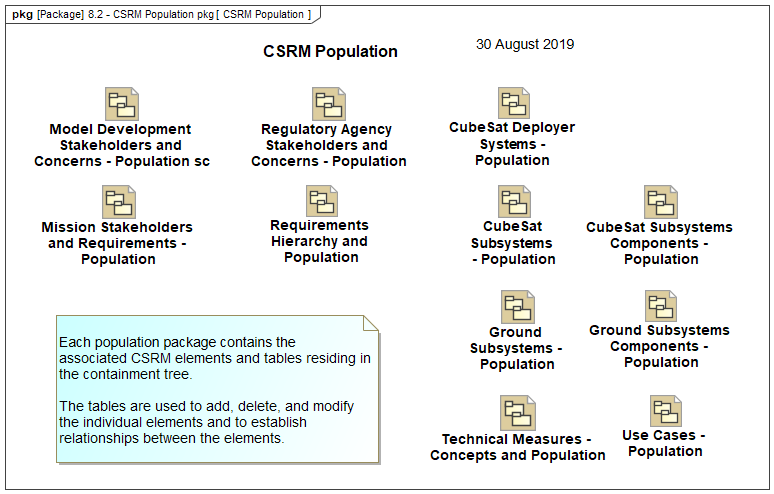 pkg [Package] 8.2 - CSRM Population pkg [ CSRM Population ]
CSRM Population
30 August 2019
Model Development
Stakeholders and
Concerns - Population sc
Regulatory Agency
Stakeholders and
Concerns - Population
CubeSat Deployer
Systems -
Population
Mission Stakeholders
and Requirements -
Population
Requirements
Hierarchy and
Population
CubeSat
Subsystems
- Population
CubeSat Subsystems
Components -
Population
Ground
Subsystems -
Population
Ground Subsystems
Components -
Population
Each population package contains the
associated CSRM elements and tables residing in
the containment tree.
The tables are used to add, delete, and modify
the individual elements and to establish
relationships between the elements.
Technical Measures -
Concepts and Population
Use Cases -
Population